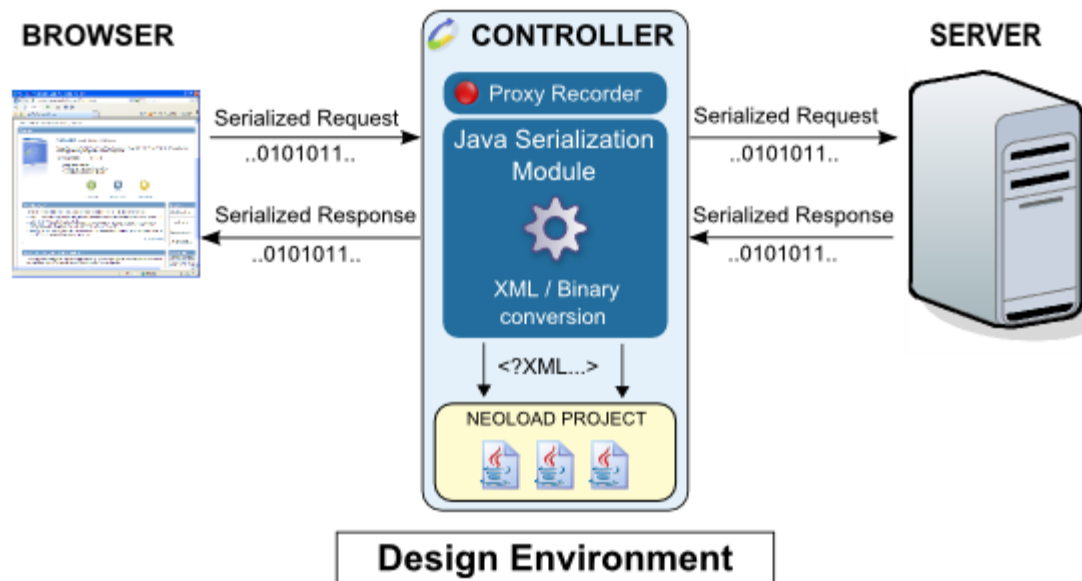 BROWSER
CONTROLLER
SERVER
Proxy Recorder
Serialized Request
..0101011..
Java Serialization
Module
Serialized Request
..0101011..
Serialized Response
..0101011..
Serialized Response
..0101011..
XML / Binary
conversion
<?XML...>
NEOLOAD PROJECT
Design Environment